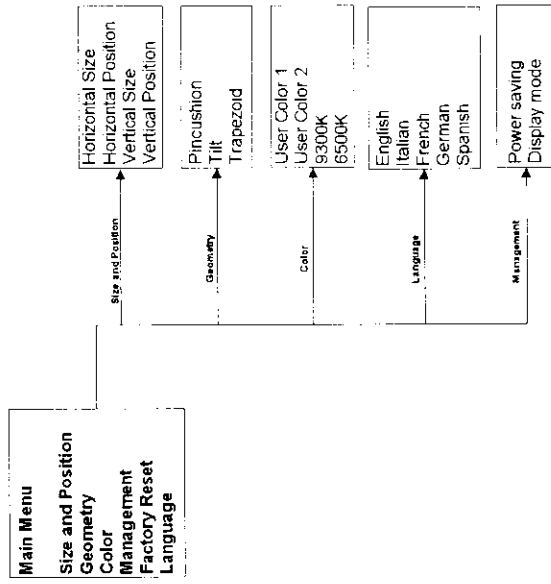 Main Menu
Size and Position
Geometry
Color
Management
Factory Reset
Language
Size and Position
Horizontal Size
Horizontal Position
Vertical Size
Vertical Position
Geometry
Pincushion
Tilt
Trapezoid
Color
User Color 1
User Color 2
9300K
6500K
Language
English
Italian
French
German
Spanish
Management
Power saving
Display mode